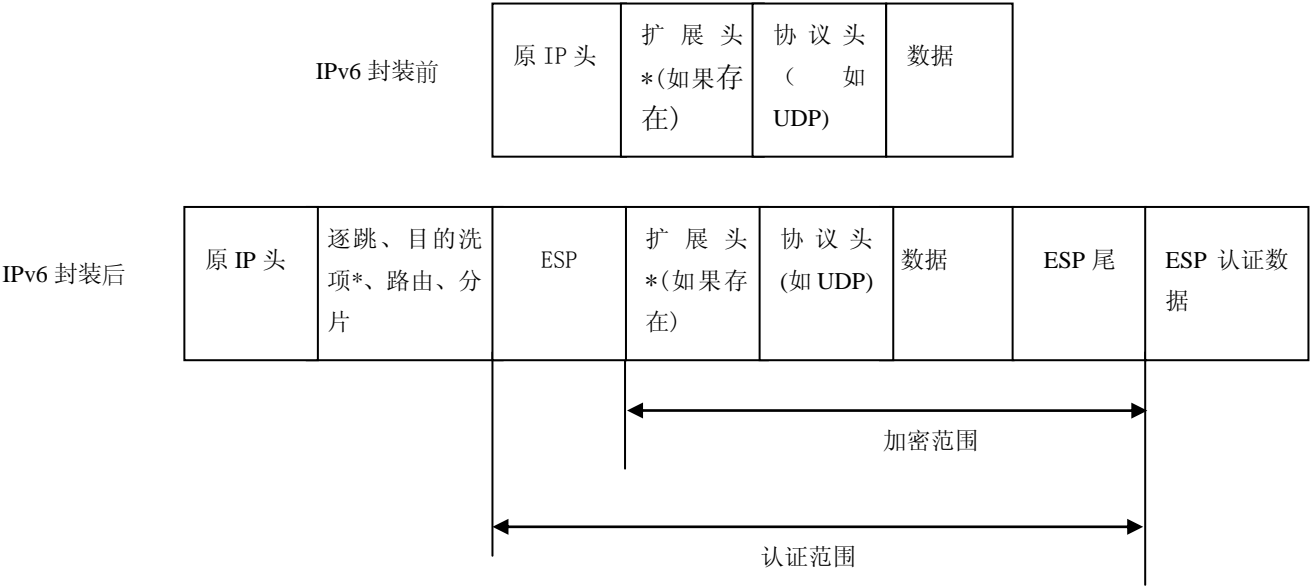 IPv6 封装前
原 IP 头
扩 展 头
*(如果存
在)
协 议 头
（ 如
UDP)
数据
IPv6 封装后
原 IP 头
逐跳、目的洗
项*、路由、分
片
ESP
扩 展 头
*(如果存
在)
协 议 头
(如 UDP)
数据
ESP 尾
ESP 认证数
据
加密范围
认证范围